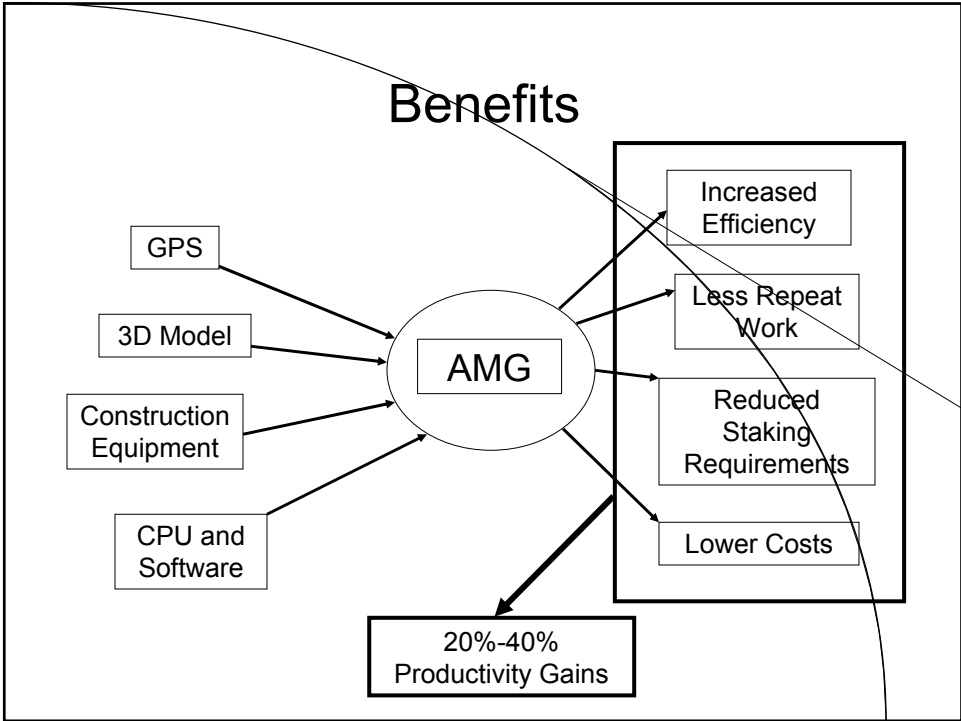 Benefits
GPS
3D Model
Construction
Equipment
CPU and
Software
AMG
Increased
Efficiency
Less Repeat
Work
Reduced
Staking
Requirements
Lower Costs
20%-40%
Productivity Gains